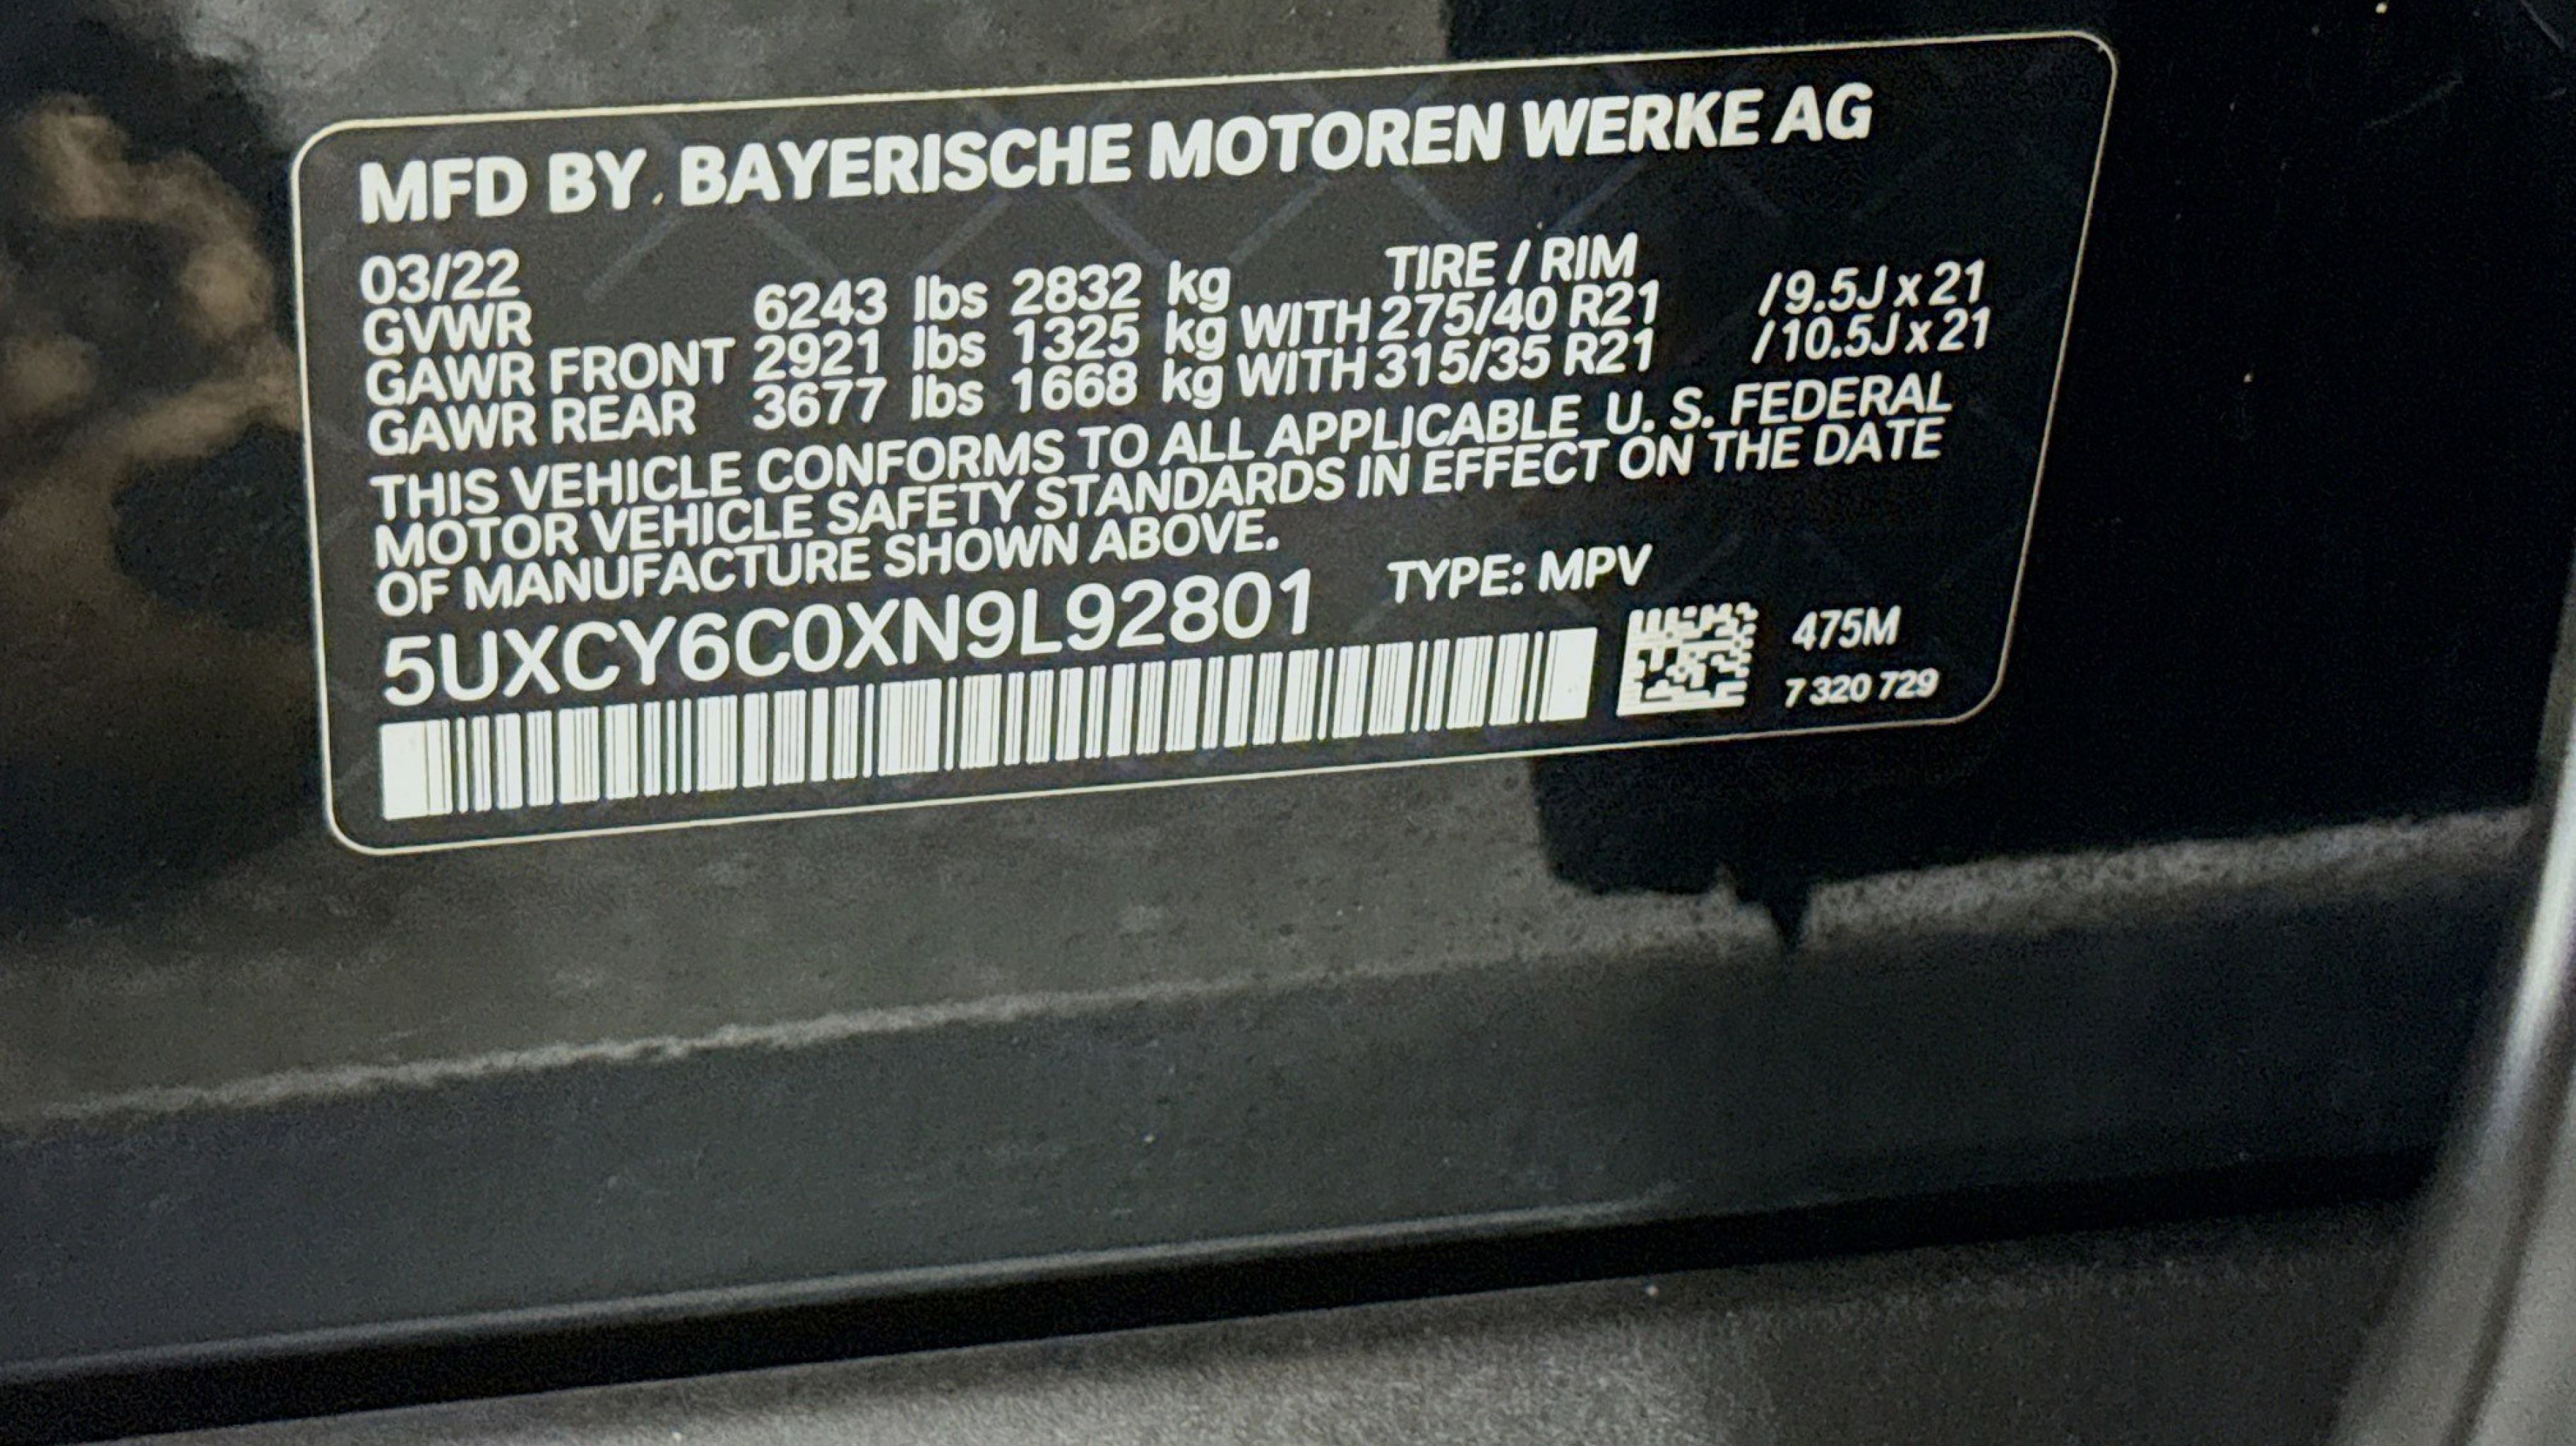 MFD BY. BAYERISCHE MOTOREN WERKE AG
03/22 TIRE / RIM
GVWR 6243 lbs 2832 kg
GAWR FRONT 2921 lbs 1325 kg WITH 275/40 R21 /9.5J x 21
GAWR REAR 3677 lbs 1668 kg WITH 315/35 R21 /10.5J x 21
THIS VEHICLE CONFORMS TO ALL APPLICABLE U. S. FEDERAL
MOTOR VEHICLE SAFETY STANDARDS IN EFFECT ON THE DATE
OF MANUFACTURE SHOWN ABOVE.
5UXCY6C0XN9L92801 TYPE: MPV
475M
7 320 729